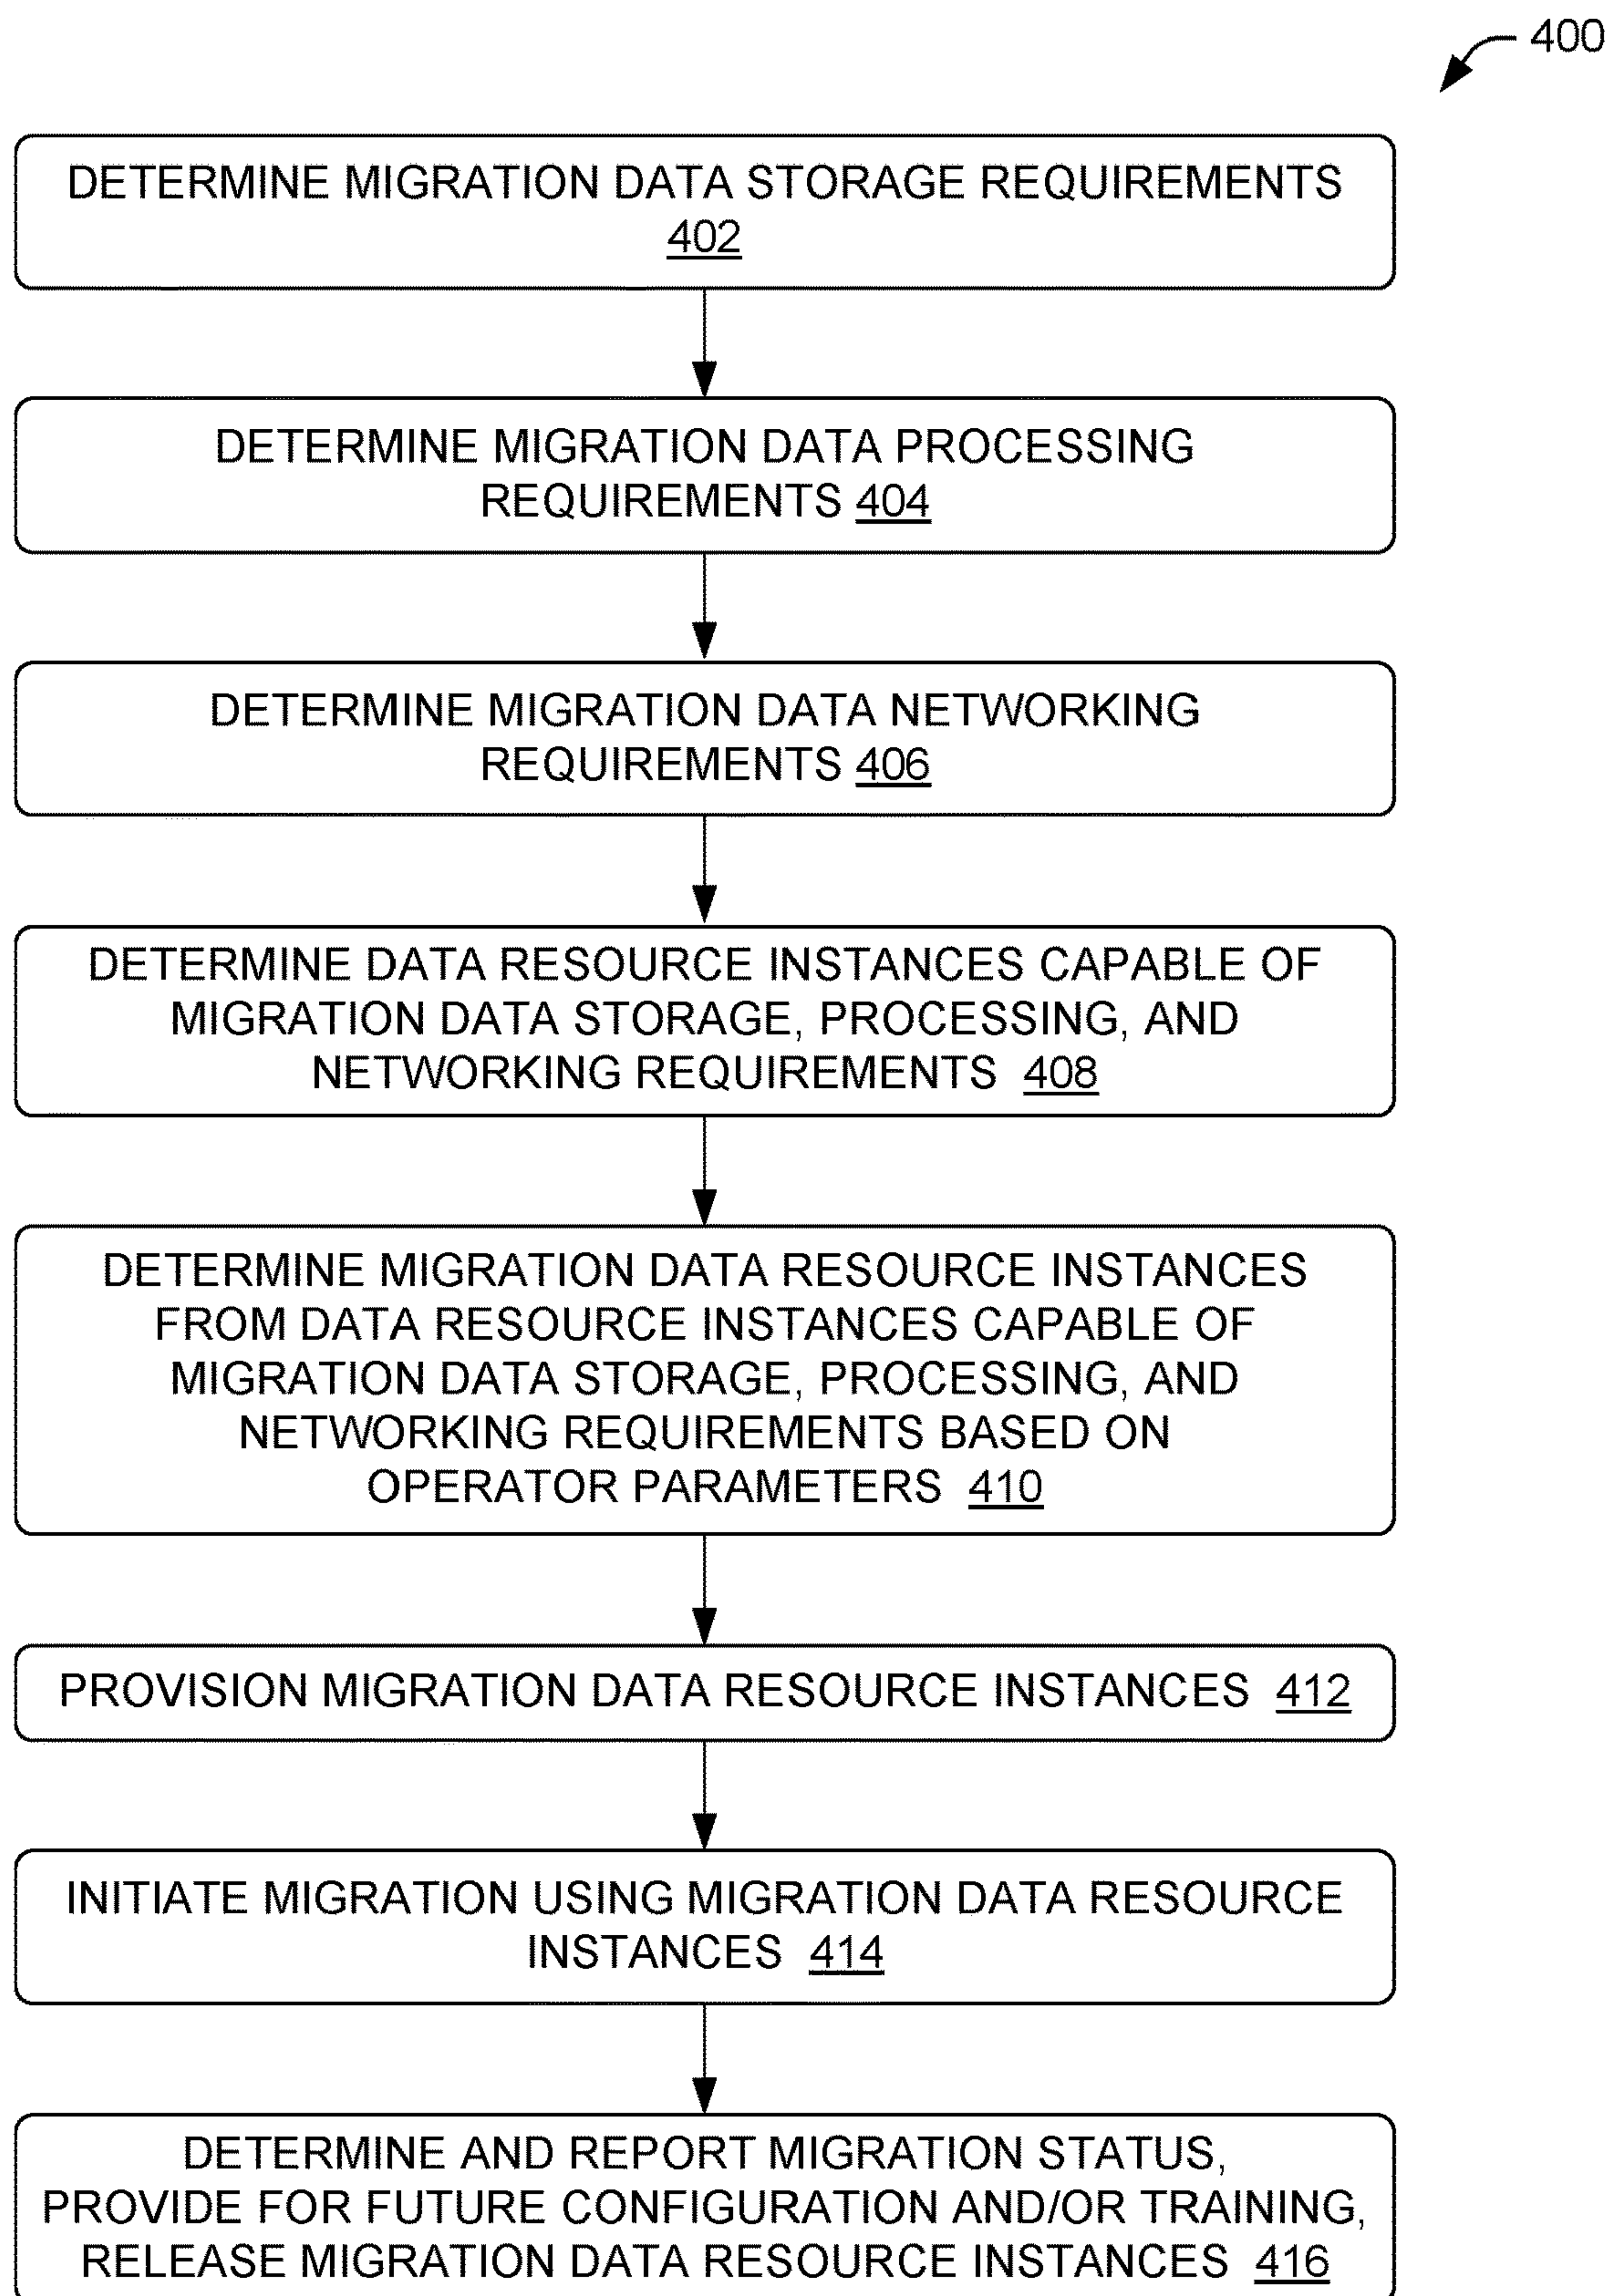 400
DETERMINE MIGRATION DATA STORAGE REQUIREMENTS
402
DETERMINE MIGRATION DATA PROCESSING
REQUIREMENTS 404
DETERMINE MIGRATION DATA NETWORKING
REQUIREMENTS 406
DETERMINE DATA RESOURCE INSTANCES CAPABLE OF
MIGRATION DATA STORAGE, PROCESSING, AND
NETWORKING REQUIREMENTS 408
DETERMINE MIGRATION DATA RESOURCE INSTANCES
FROM DATA RESOURCE INSTANCES CAPABLE OF
MIGRATION DATA STORAGE, PROCESSING, AND
NETWORKING REQUIREMENTS BASED ON
OPERATOR PARAMETERS 410
PROVISION MIGRATION DATA RESOURCE INSTANCES 412
INITIATE MIGRATION USING MIGRATION DATA RESOURCE
INSTANCES 414
DETERMINE AND REPORT MIGRATION STATUS,
PROVIDE FOR FUTURE CONFIGURATION AND/OR TRAINING,
RELEASE MIGRATION DATA RESOURCE INSTANCES 416